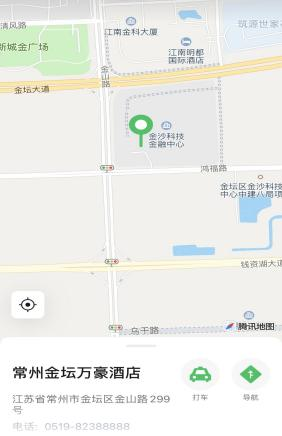 清风路
江南金科大厦
筑源世家
新城金广场
江南明都
国际酒店
金坛大道
金山路
金沙科技
金融中心
鸿福路
金坛区金沙科技
中心中建八局项
钱资湖大道
乌干路
腾讯地图
常州金坛万豪酒店
江苏省常州市金坛区金山路299
号
电话：0519-82388888
打车
导航